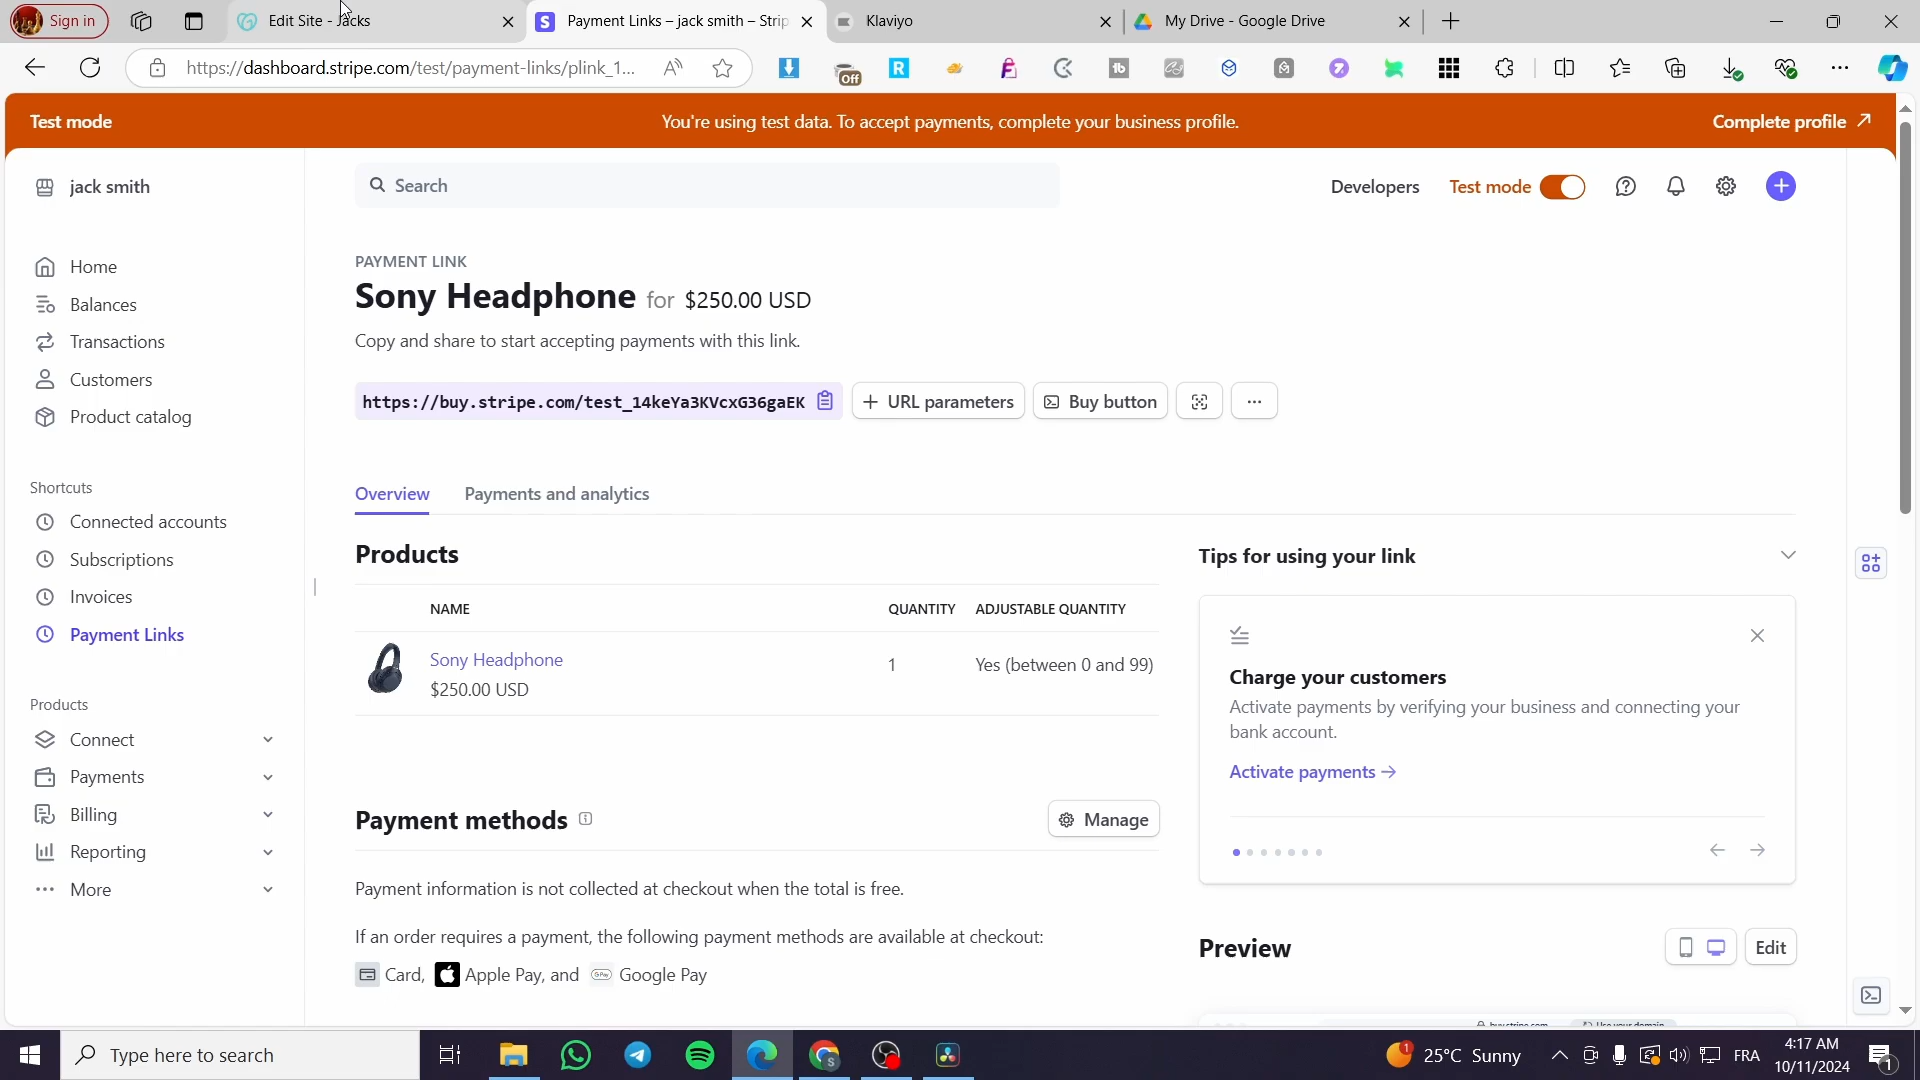 Sign in
Edit Site - Jacks
Payment Links – jack smith – Strip
Klaviyo
My Drive - Google Drive
https://dashboard.stripe.com/test/payment-links/plink_1...
Off
Test mode
You're using test data. To accept payments, complete your business profile.
Complete profile
jack smith
Search
Developers
Test mode
Home
Balances
Transactions
Customers
Product catalog
Shortcuts
Connected accounts
Subscriptions
Invoices
Payment Links
Products
Connect
Payments
Billing
Reporting
More
PAYMENT LINK
Sony Headphone for $250.00 USD
Copy and share to start accepting payments with this link.
https://buy.stripe.com/test_14keYa3KVcxG36gaEK
URL parameters
Buy button
Overview
Payments and analytics
Products
NAME QUANTITY ADJUSTABLE QUANTITY
Sony Headphone 1 Yes (between 0 and 99)
$250.00 USD
Payment methods
Manage
Payment information is not collected at checkout when the total is free.
If an order requires a payment, the following payment methods are available at checkout:
Card, Apple Pay, and G Pay Google Pay
Tips for using your link
Charge your customers
Activate payments by verifying your business and connecting your
bank account.
Activate payments →
Preview
Edit
Type here to search
1
25°C Sunny
FRA
4:17 AM
10/11/2024
1